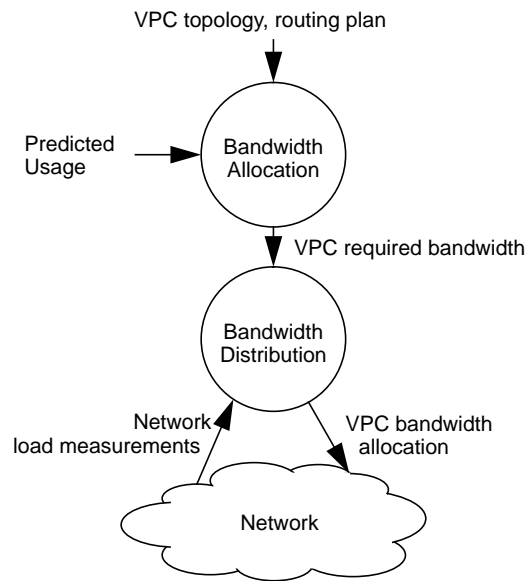 VPC topology, routing plan
Predicted
Usage
Bandwidth
Allocation
VPC required bandwidth
Bandwidth
Distribution
Network
load measurements
VPC bandwidth
allocation
Network